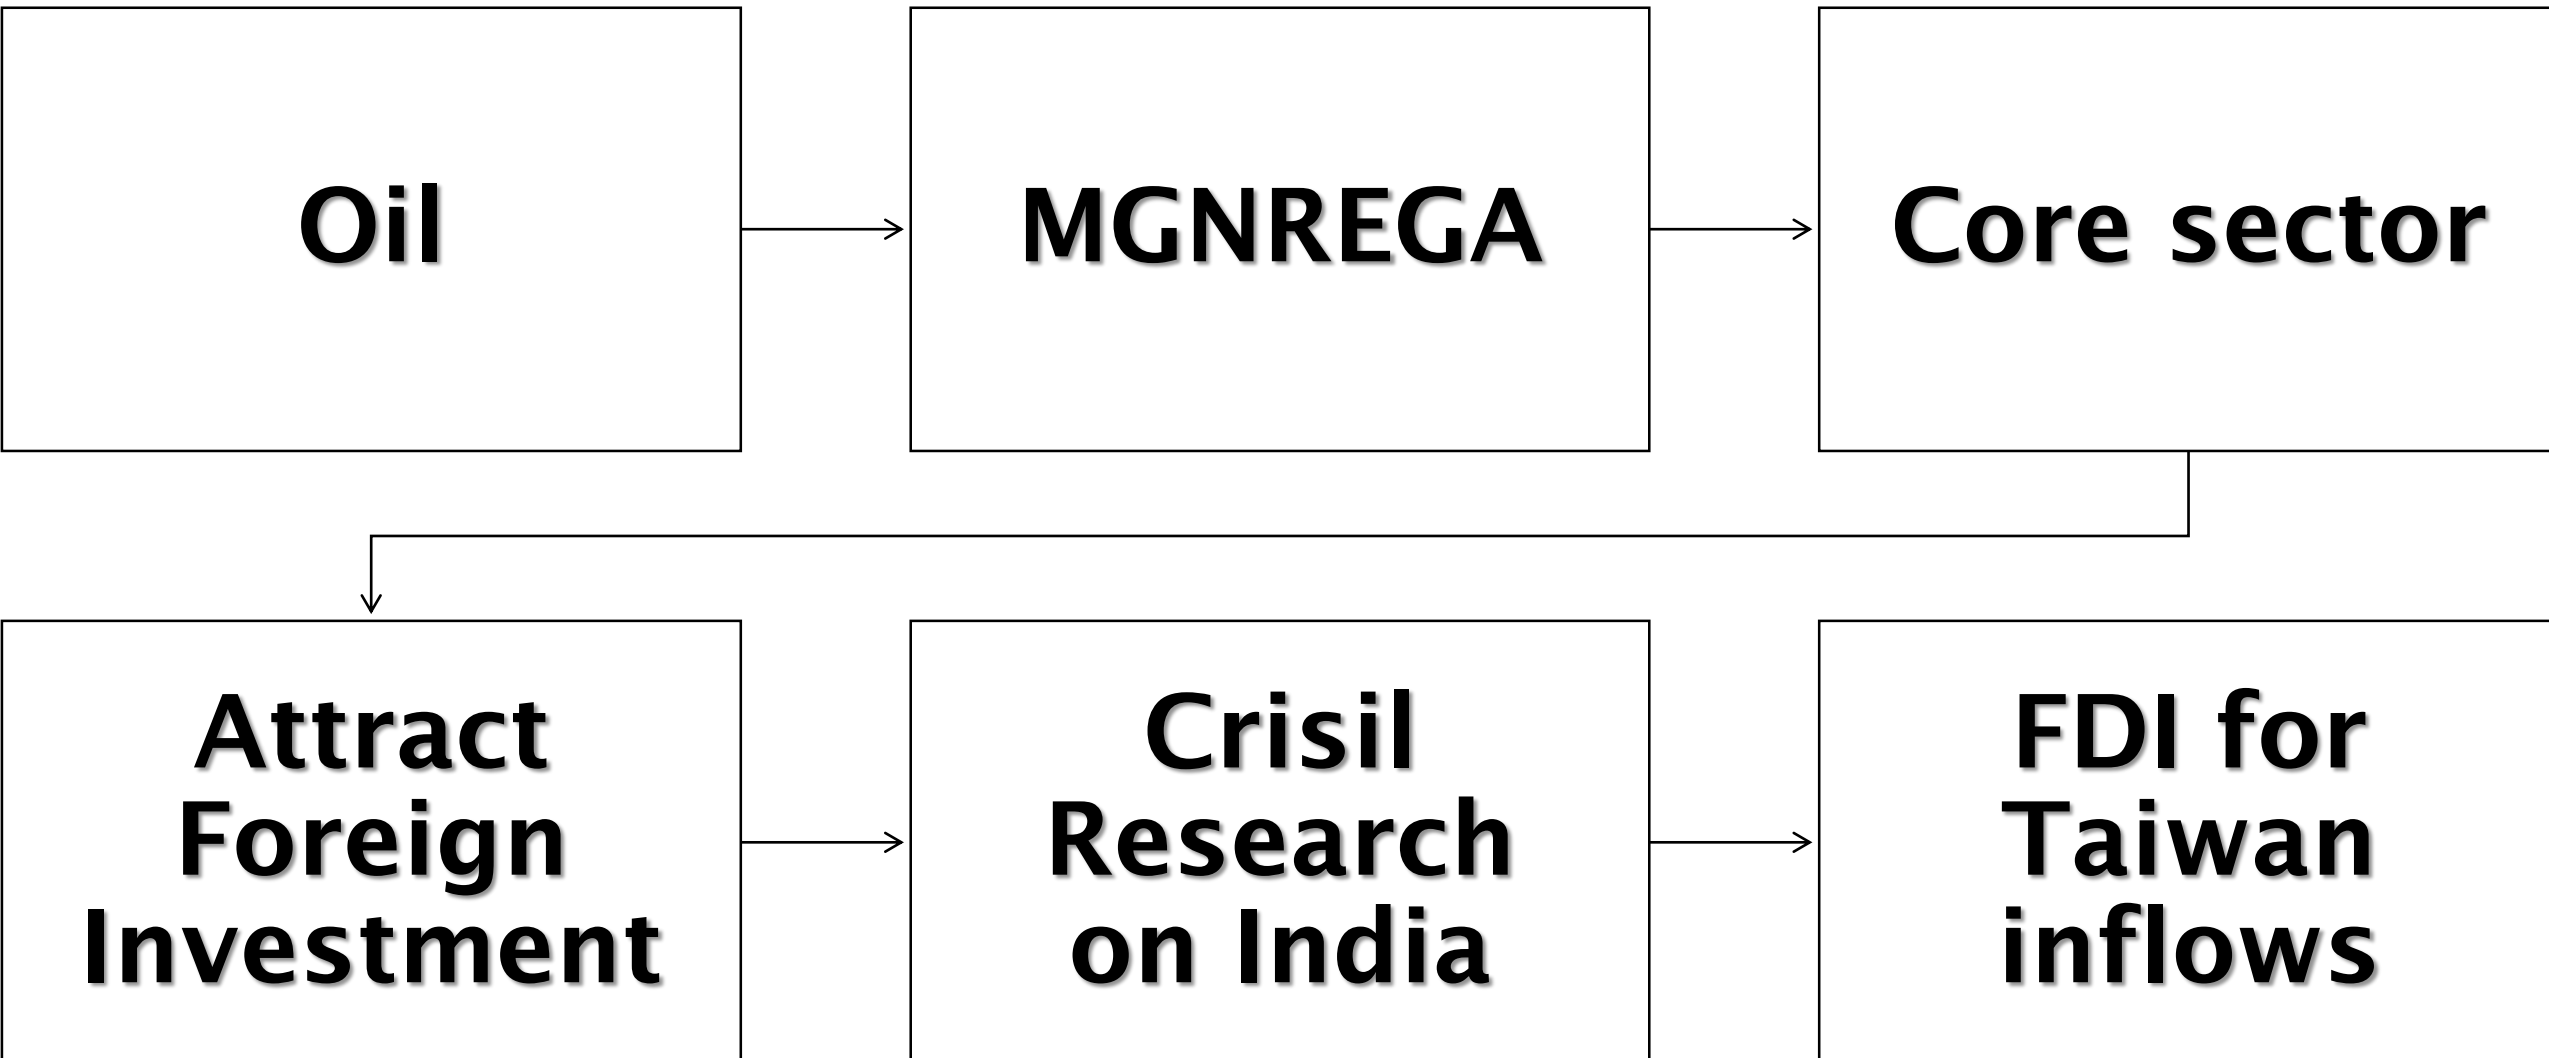 Oil
MGNREGA
Core sector
Attract
Foreign
Investment
Crisil
Research
on India
FDI for
Taiwan
inflows